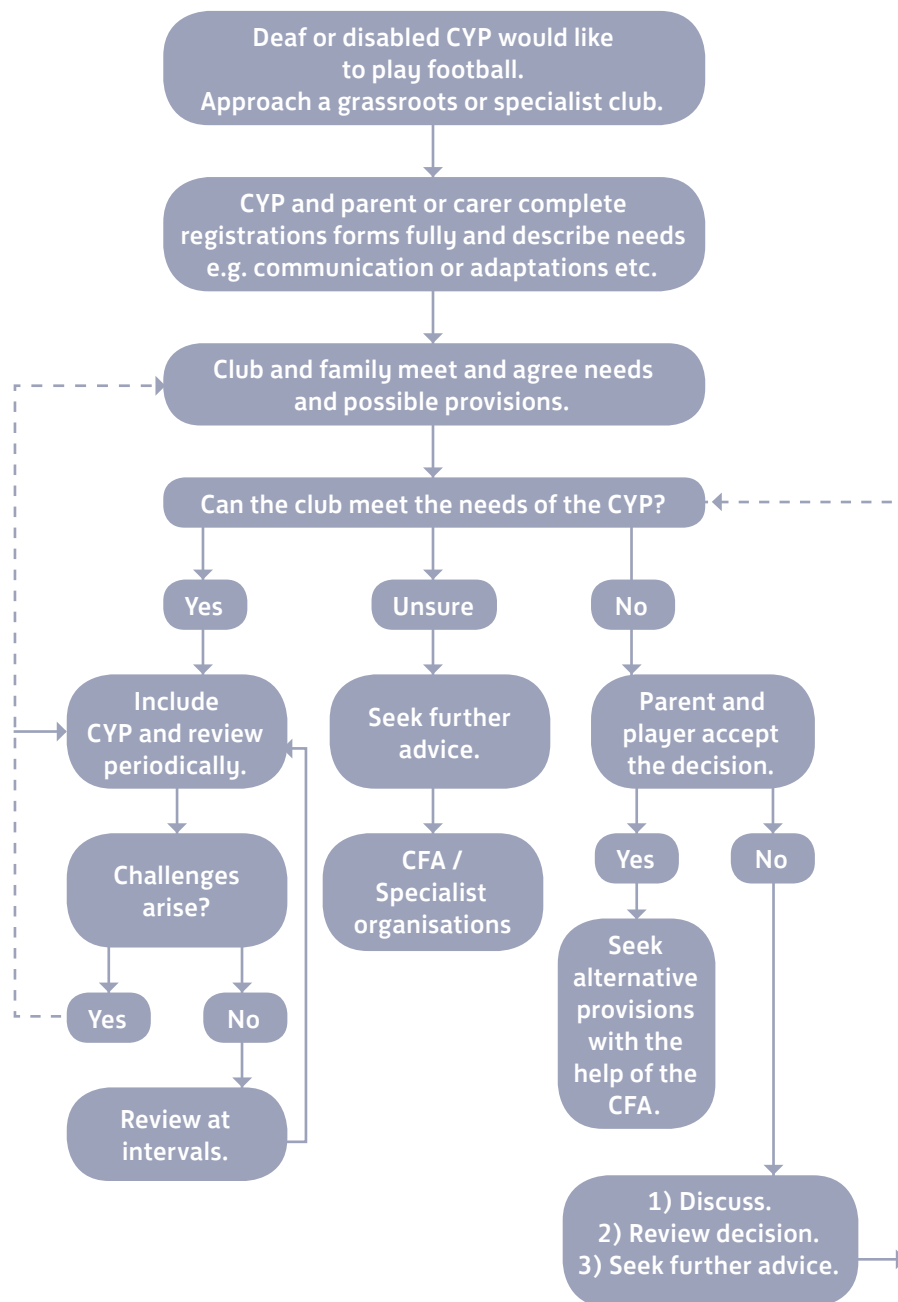 Deaf or disabled CYP would like
to play football.
Approach a grassroots or specialist club.
CYP and parent or carer complete
registrations forms fully and describe needs
e.g. communication or adaptations etc.
Club and family meet and agree needs
and possible provisions.
Can the club meet the needs of the CYP?
Yes
Unsure
No
Include
CYP and review
periodically.
Seek further
advice.
Parent and
player accept
the decision.
Challenges
arise?
CFA /
Specialist
organisations
Yes
No
Seek
alternative
provisions
with the
help of the
CFA.
Yes
No
Review at
intervals.
1) Discuss.
2) Review decision.
3) Seek further advice.